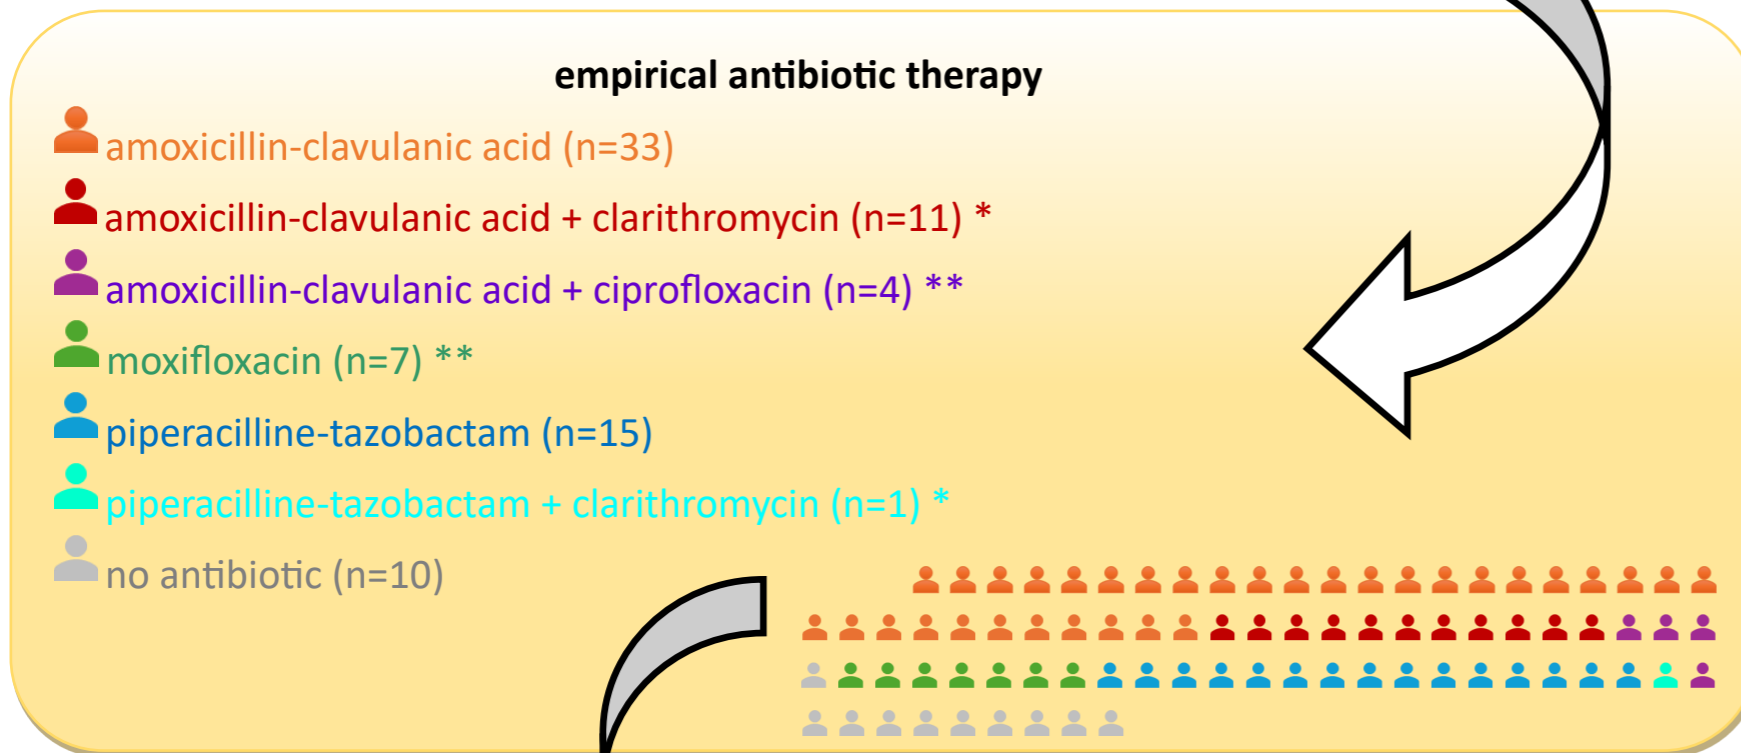 empirical antibiotic therapy
amoxicillin-clavulanic acid (n=33)
amoxicillin-clavulanic acid + clarithromycin (n=11) *
amoxicillin-clavulanic acid + ciprofloxacin (n=4) **
moxifloxacin (n=7) **
piperacilline-tazobactam (n=15)
piperacilline-tazobactam + clarithromycin (n=1) *
no antibiotic (n=10)